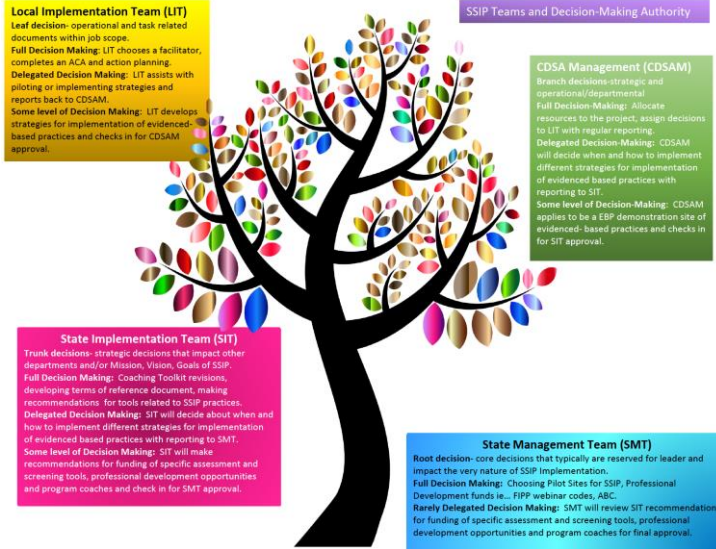 Local Implementation Team (LIT)
Leaf decision- operational and task related
documents within job scope.
Full Decision Making: LIT chooses a facilitator,
completes an ACA and action planning.
Delegated Decision Making: LIT assists with
piloting or implementing strategies and
reports back to CDSAM.
Some level of Decision Making: LIT develops
strategies for implementation of evidenced-
based practices and checks in for CDSAM
approval.
SSIP Teams and Decision-Making Authority
CDSA Management (CDSAM)
Branch decisions-strategic and
operational/departmental
Full Decision-Making: Allocate
resources to the project, assign decisions
to LIT with regular reporting.
Delegated Decision-Making: CDSAM
will decide when and how to implement
different strategies for implementation
of evidenced based practices with
reporting to SIT.
Some level of Decision-Making: CDSAM
applies to be a EBP demonstration site of
evidenced- based practices and checks in
for SIT approval.
State Implementation Team (SIT)
Trunk decisions- strategic decisions that impact other
departments and/or Mission, Vision, Goals of SSIP.
Full Decision Making: Coaching Toolkit revisions,
developing terms of reference document, making
recommendations for tools related to SSIP practices.
Delegated Decision Making: SIT will decide about when and
how to implement different strategies for implementation
of evidenced based practices with reporting to SMT.
Some level of Decision Making: SIT will make
recommendations for funding of specific assessment and
screening tools, professional development opportunities
and program coaches and check in for SMT approval.
State Management Team (SMT)
Root decision- core decisions that typically are reserved for leader and
impact the very nature of SSIP Implementation.
Full Decision Making: Choosing Pilot Sites for SSIP, Professional
Development funds ie... FIPP webinar codes, ABC.
Rarely Delegated Decision Making: SMT will review SIT recommendation
for funding of specific assessment and screening tools, professional
development opportunities and program coaches for final approval.